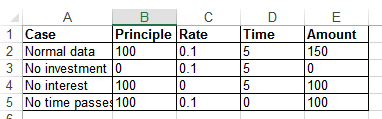 A B C D E
1 Case Principle Rate Time Amount
2 Normal data 100 0.1 5 150
3 No investment 0 0.1 5 0
4 No interest 100 0 5 100
5 No time passes 100 0.1 0 100